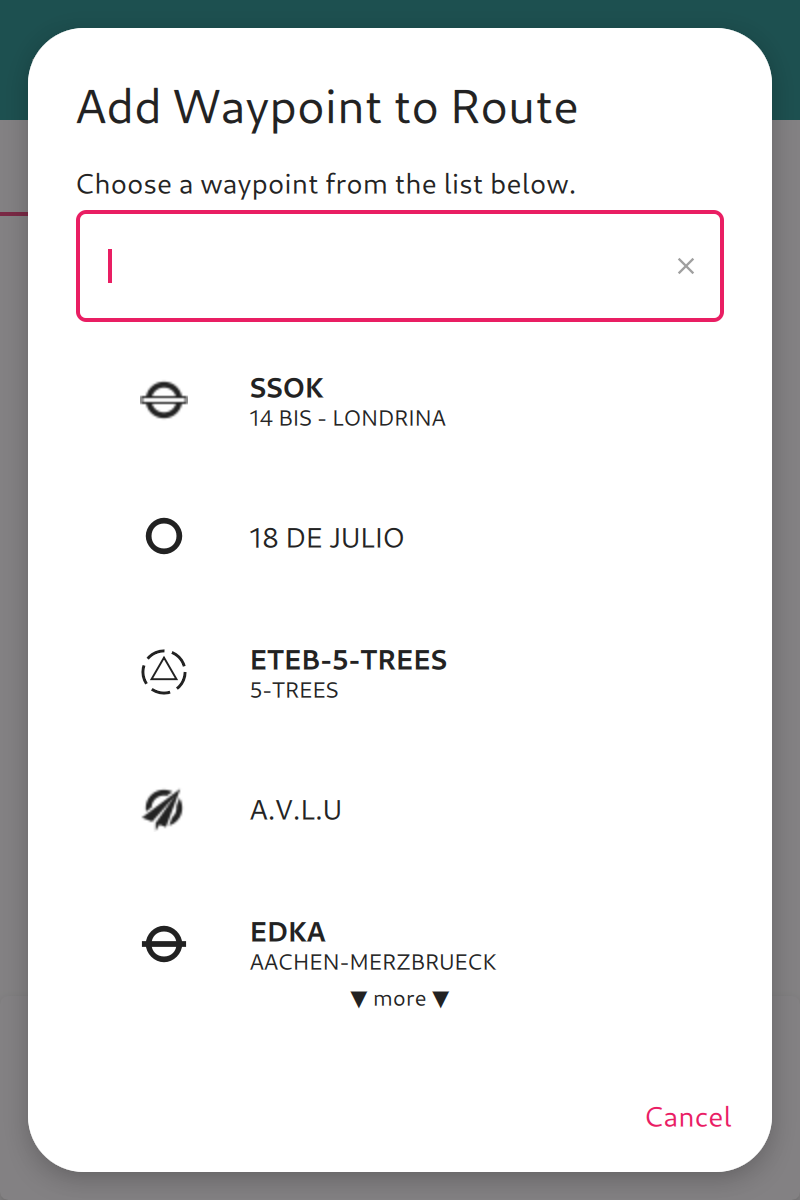 Add Waypoint to Route
Choose a waypoint from the list below.
SSOK
14 BIS - LONDRINA
18 DE JULIO
ETEB-5-TREES
5-TREES
A.V.L.U
EDKA
AACHEN-MERZBRUECK
▼ more ▼
Cancel